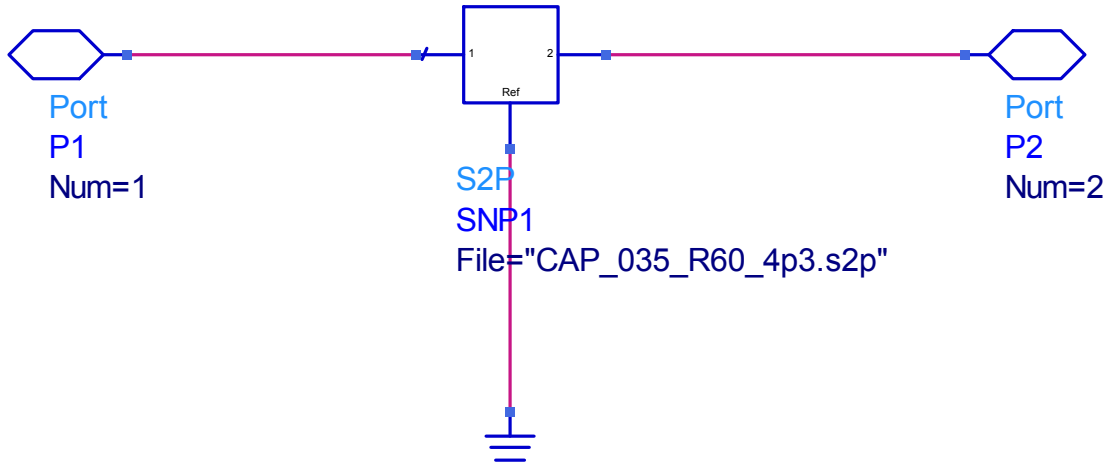 1
2
Ref
Port
P1
Num=1
S2P
SNP1
File="CAP_035_R60_4p3.s2p"
Port
P2
Num=2